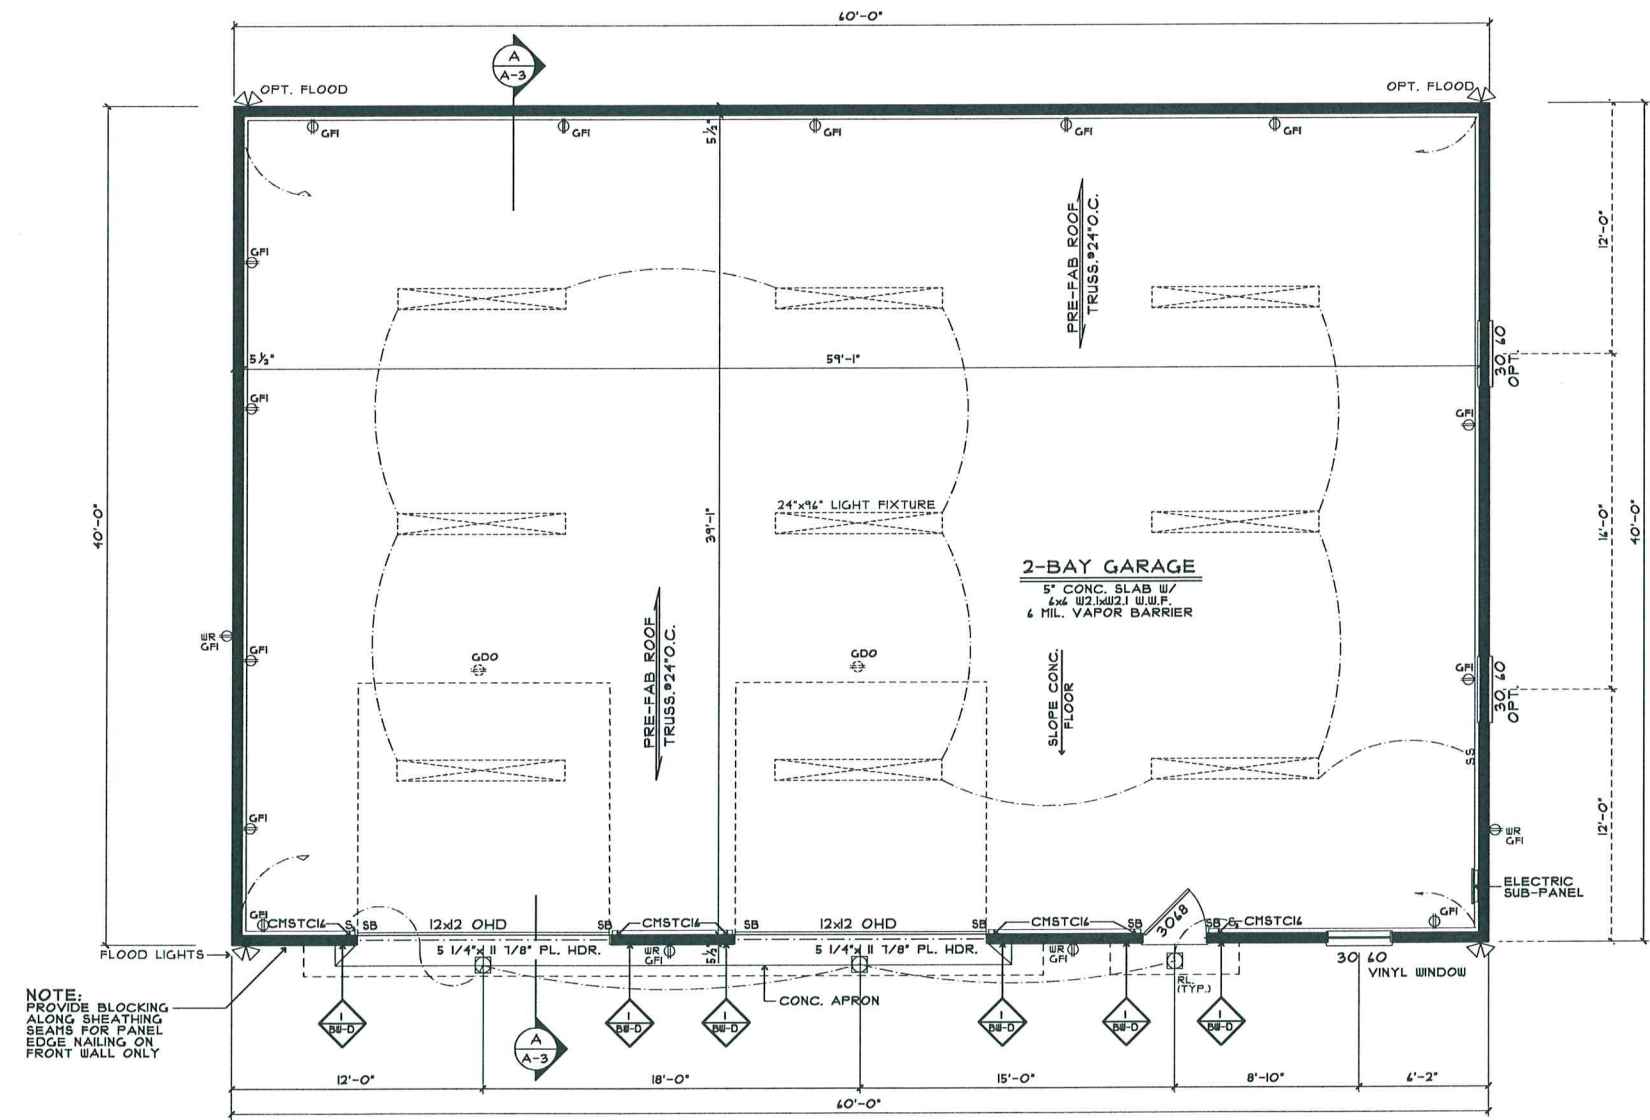 60'-0"
A
A-3
OPT. FLOOD
OPT. FLOOD
GFI
GFI
GFI
GFI
GFI
5 1/2"
PRE-FAB ROOF
TRUSS.@24"O.C.
12'-0"
GFI
30 60
OPT.
5 1/2"
59'-1"
GFI
GFI
40'-0"
24"x96" LIGHT FIXTURE
39'-1"
16'-0"
40'-0"
2-BAY GARAGE
5" CONC. SLAB W/
6x6 W2.1xW2.1 W.W.F.
6 MIL. VAPOR BARRIER
WR
GFI
GFI
GDO
GDO
PRE-FAB ROOF
TRUSS.@24"O.C.
SLOPE CONC.
FLOOR
GFI
30 60
OPT.
S.S.
12'-0"
GFI
WR
GFI
ELECTRIC
SUB-PANEL
GFI
S
SB
12x12 OHD
SB
CMSTC16
CMSTC16
SB
12x12 OHD
SB
CMSTC16
SB
3068
SB
CMSTC16
GFI
FLOOD LIGHTS
5 1/4"x 11 7/8" PL. HDR.
WR
GFI
5 1/2"
5 1/4"x 11 7/8" PL. HDR.
WR
GFI
RL.
(TYP.)
30 60
VINYL WINDOW
CONC. APRON
NOTE:
PROVIDE BLOCKING
ALONG SHEATHING
SEAMS FOR PANEL
EDGE NAILING ON
FRONT WALL ONLY
1
BW-D
A
A-3
1
BW-D
1
BW-D
1
BW-D
1
BW-D
1
BW-D
12'-0"
18'-0"
15'-0"
8'-10"
6'-2"
60'-0"